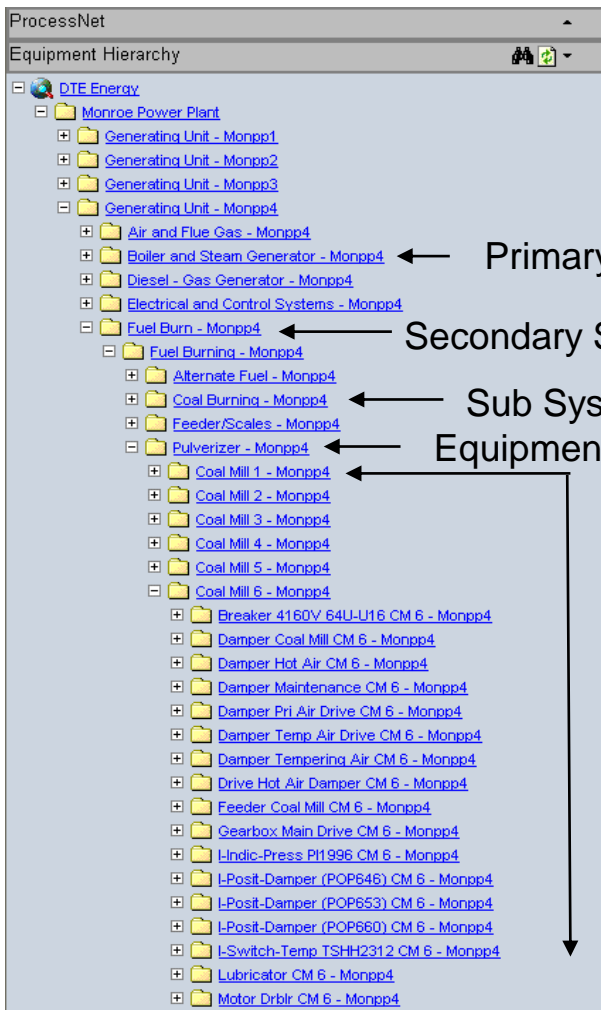 ProcessNet
Equipment Hierarchy
DTE Energy
Monroe Power Plant
Generating Unit - Monpp1
Generating Unit - Monpp2
Generating Unit - Monpp3
Generating Unit - Monpp4
Air and Flue Gas - Monpp4
Boiler and Steam Generator - Monpp4 Primary
Diesel - Gas Generator - Monpp4
Electrical and Control Systems - Monpp4
Fuel Burn - Monpp4 Secondary S
Fuel Burning - Monpp4
Alternate Fuel - Monpp4
Coal Burning - Monpp4 Sub Sys
Feeder/Scales - Monpp4
Pulverizer - Monpp4 Equipmen
Coal Mill 1 - Monpp4
Coal Mill 2 - Monpp4
Coal Mill 3 - Monpp4
Coal Mill 4 - Monpp4
Coal Mill 5 - Monpp4
Coal Mill 6 - Monpp4
Breaker 4160V 64U-U16 CM 6 - Monpp4
Damper Coal Mill CM 6 - Monpp4
Damper Hot Air CM 6 - Monpp4
Damper Maintenance CM 6 - Monpp4
Damper Pri Air Drive CM 6 - Monpp4
Damper Temp Air Drive CM 6 - Monpp4
Damper Tempering Air CM 6 - Monpp4
Drive Hot Air Damper CM 6 - Monpp4
Feeder Coal Mill CM 6 - Monpp4
Gearbox Main Drive CM 6 - Monpp4
I-Indic-Press PI1996 CM 6 - Monpp4
I-Posit-Damper (POP646) CM 6 - Monpp4
I-Posit-Damper (POP653) CM 6 - Monpp4
I-Posit-Damper (POP660) CM 6 - Monpp4
I-Switch-Temp TSHH2312 CM 6 - Monpp4
Lubricator CM 6 - Monpp4
Motor Drblr CM 6 - Monpp4